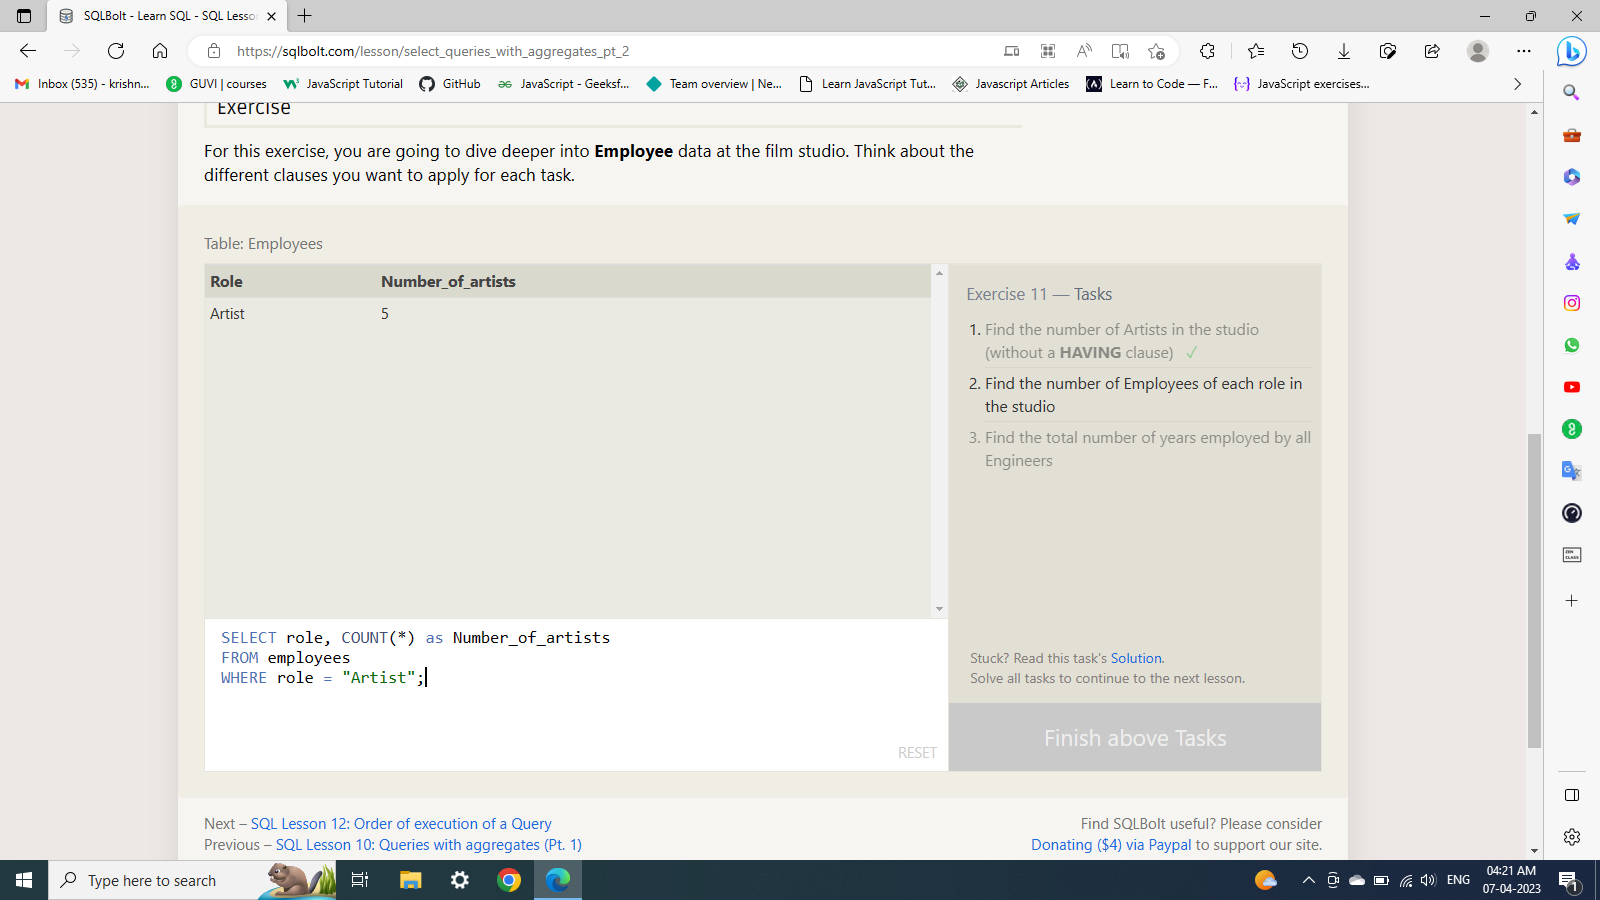 SQLBolt - Learn SQL - SQL Lesso
https://sqlbolt.com/lesson/select_queries_with_aggregates_pt_2
Inbox (535) - krishn...
GUVI | courses
JavaScript Tutorial
GitHub
JavaScript - Geeksf...
Team overview | Ne...
Learn JavaScript Tut...
Javascript Articles
Learn to Code — F...
JavaScript exercises...
Exercise
For this exercise, you are going to dive deeper into Employee data at the film studio. Think about the
different clauses you want to apply for each task.
Table: Employees
Role Number_of_artists
Artist 5
Exercise 11 — Tasks
1. Find the number of Artists in the studio
(without a HAVING clause) ✓
2. Find the number of Employees of each role in
the studio
3. Find the total number of years employed by all
Engineers
Stuck? Read this task's Solution.
Solve all tasks to continue to the next lesson.
Finish above Tasks
SELECT role, COUNT(*) as Number_of_artists
FROM employees
WHERE role = "Artist";
RESET
Next – SQL Lesson 12: Order of execution of a Query
Previous – SQL Lesson 10: Queries with aggregates (Pt. 1)
Find SQLBolt useful? Please consider
Donating ($4) via Paypal to support our site.
Type here to search
ENG
04:21 AM
07-04-2023
1